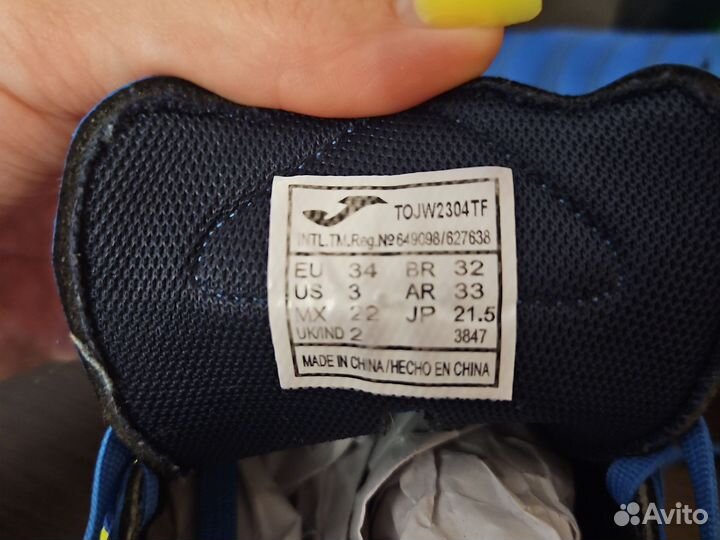 TOJW2304TF
INTL.TM.Reg.Nº649098/627638
EU 34 BR 32
US 3 AR 33
MX 22 JP 21.5
UK/IND 2 3847
MADE IN CHINA/HECHO EN CHINA
Avito